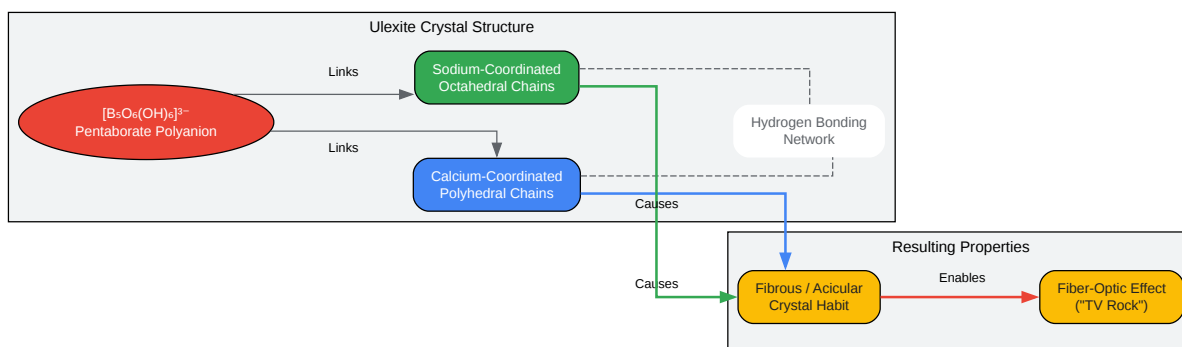 Ulexite Crystal Structure
[B₅O₆(OH)₆]³⁻
Pentaborate Polyanion
Links
Links
Sodium-Coordinated
Octahedral Chains
Calcium-Coordinated
Polyhedral Chains
Hydrogen Bonding
Network
Causes
Causes
Resulting Properties
Fibrous / Acicular
Crystal Habit
Enables
Fiber-Optic Effect
("TV Rock")